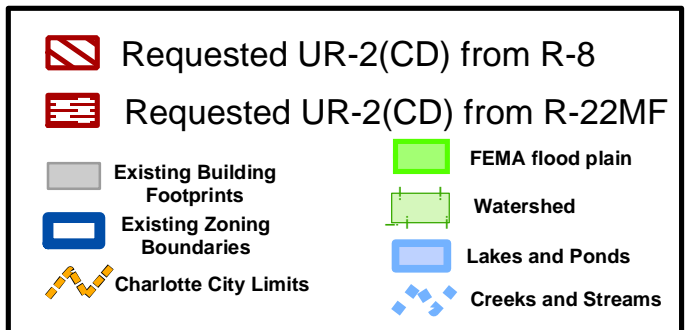 Requested UR-2(CD) from R-8
Requested UR-2(CD) from R-22MF
Existing Building
Footprints
Existing Zoning
Boundaries
Charlotte City Limits
FEMA flood plain
Watershed
Lakes and Ponds
Creeks and Streams